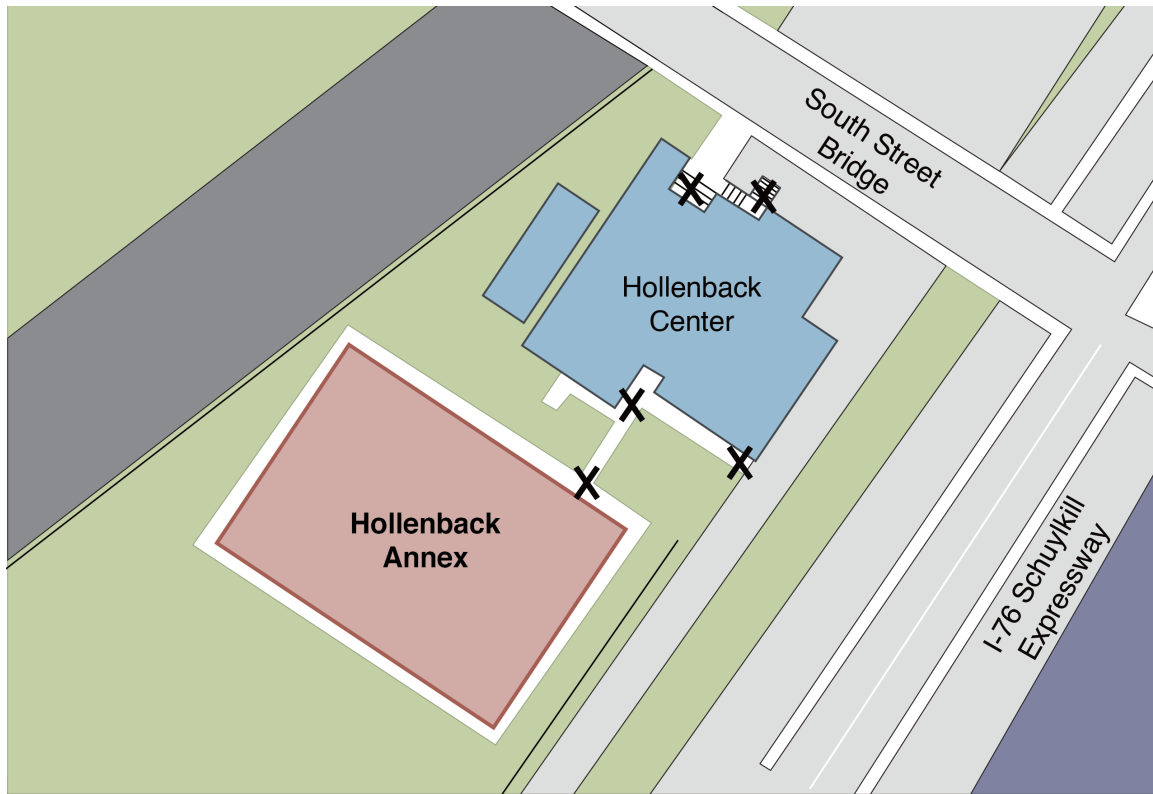 South Street
Bridge
Hollenback
Center
Hollenback
Annex
I-76 Schuylkill
Expressway